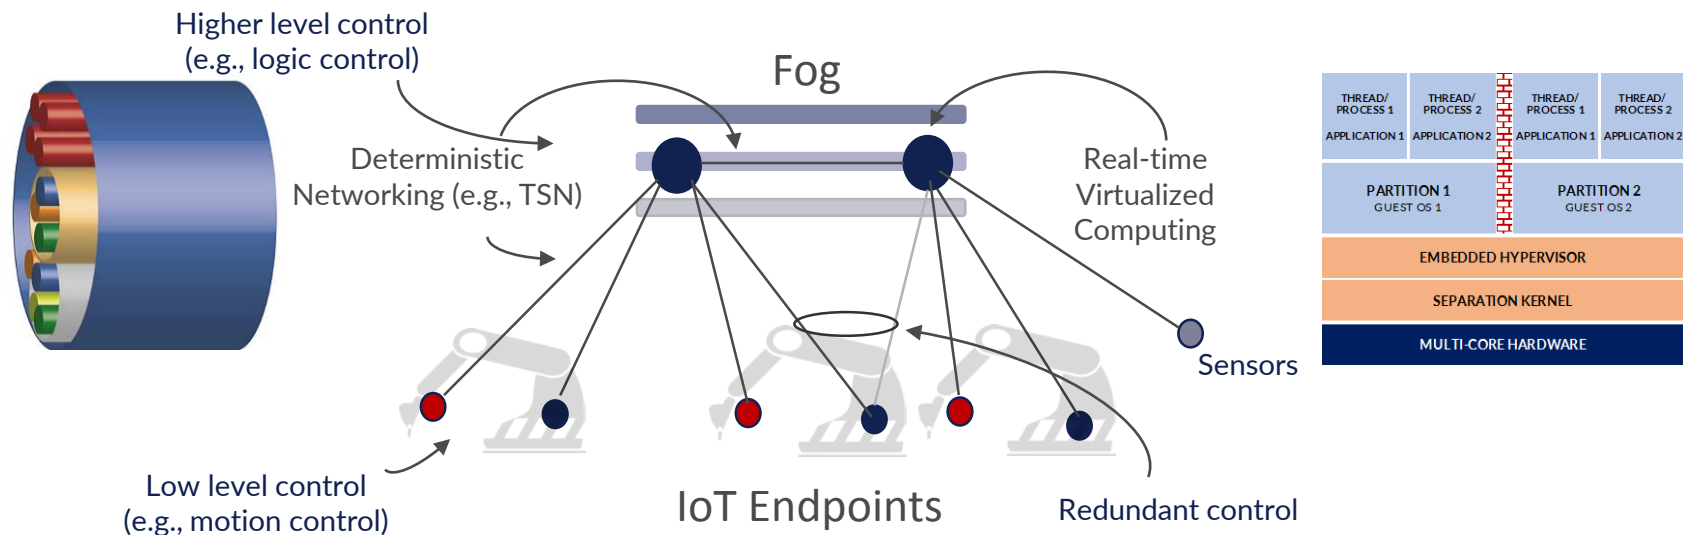 Higher level control
(e.g., logic control)
Fog
Deterministic
Networking (e.g., TSN)
Real-time
Virtualized
Computing
Sensors
Low level control
(e.g., motion control)
IoT Endpoints
Redundant control
THREAD/
PROCESS 1
APPLICATION 1
THREAD/
PROCESS 2
APPLICATION 2
THREAD/
PROCESS 1
APPLICATION 1
THREAD/
PROCESS 2
APPLICATION 2
PARTITION 1
GUEST OS 1
PARTITION 2
GUEST OS 2
EMBEDDED HYPERVISOR
SEPARATION KERNEL
MULTI-CORE HARDWARE